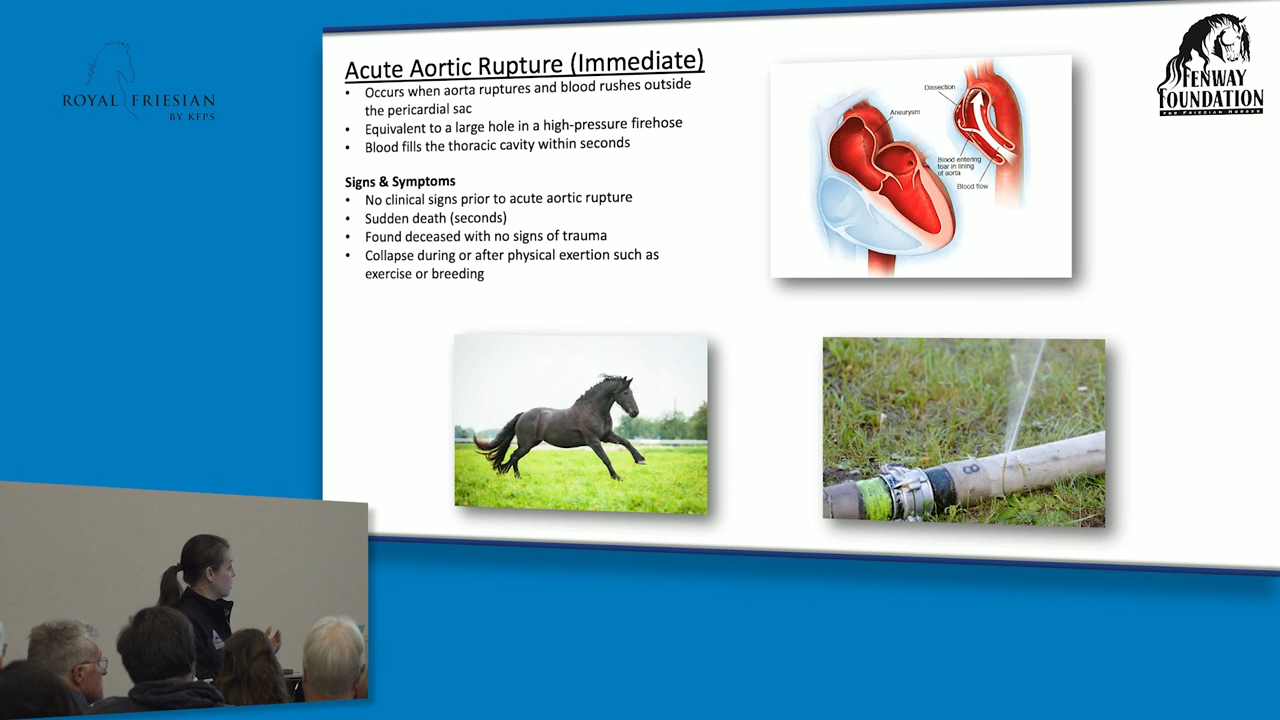 ROYAL FRIESIAN
BY KFPS
Acute Aortic Rupture (Immediate)
• Occurs when aorta ruptures and blood rushes outside
the pericardial sac
• Equivalent to a large hole in a high-pressure firehose
• Blood fills the thoracic cavity within seconds
Signs & Symptoms
• No clinical signs prior to acute aortic rupture
• Sudden death (seconds)
• Found deceased with no signs of trauma
• Collapse during or after physical exertion such as
exercise or breeding
Dissection
Aneurysm
Blood entering
tear in lining
of aorta
Blood flow
FENWAY
FOUNDATION
FOR FRIESIAN HORSES
8